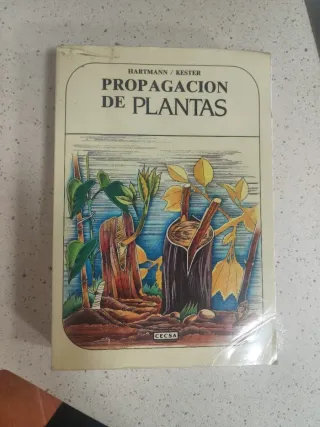 HARTMANN / KESTER
PROPAGACION
DE PLANTAS
CECSA